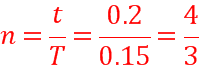 n = t/T = 0.2/0.15 = 4/3